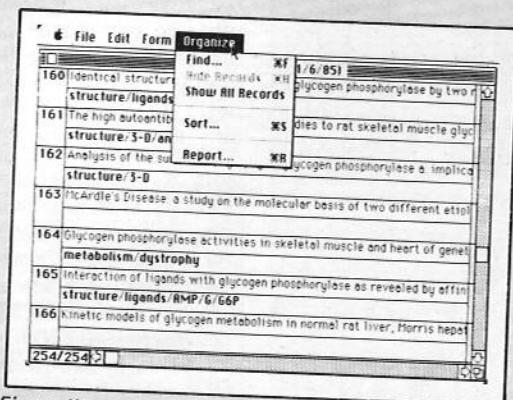 File Edit Form Organize
Find... ⌘F
Hide Records ⌘H
Show All Records
Sort... ⌘S
Report... ⌘R
1/6/85)
160 Identical structur glycogen phosphorylase by two
structure/ligands
161 The high autoantib dies to rat skeletal muscle glyc
structure/3-D/an
162 Analysis of the su ycogen phosphorylase a: implica
structure/3-D
163 McArdle's Disease: a study on the molecular basis of two different etiol
164 Glycogen phosphorylase activities in skeletal muscle and heart of genet
metabolism/dystrophy
165 Interaction of ligands with glycogen phosphorylase as revealed by affin
structure/ligands/AMP/G/G6P
166 Kinetic models of glycogen metabolism in normal rat liver, Morris hepat
254/254